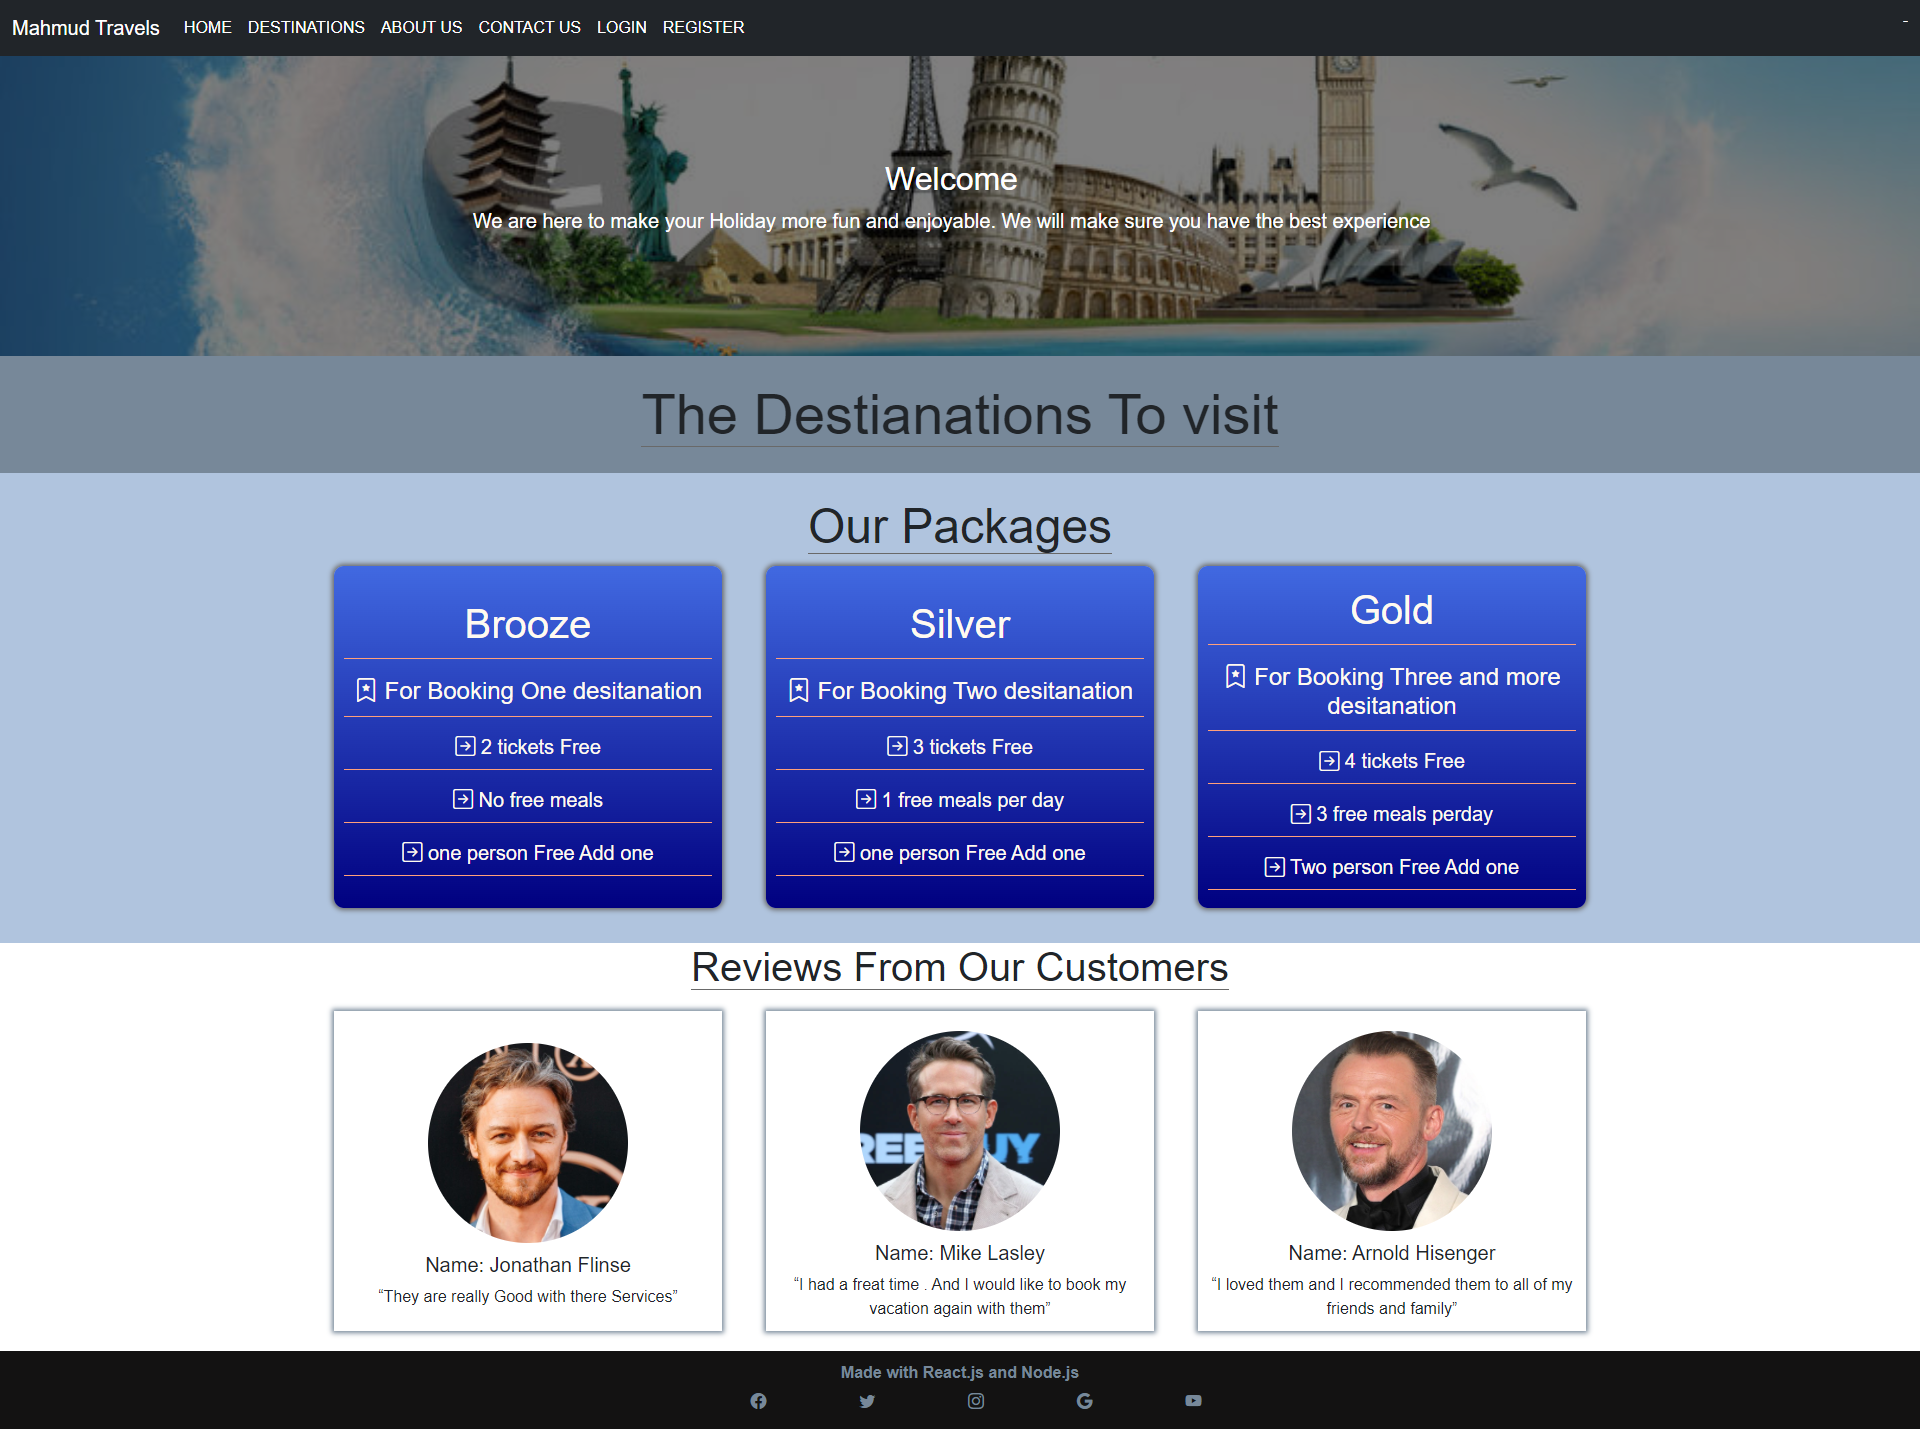 Mahmud Travels HOME DESTINATIONS ABOUT US CONTACT US LOGIN REGISTER -
Welcome
We are here to make your Holiday more fun and enjoyable. We will make sure you have the best experience
The Destianations To visit
Our Packages
Brooze
For Booking One desitanation
2 tickets Free
No free meals
one person Free Add one
Silver
For Booking Two desitanation
3 tickets Free
1 free meals per day
one person Free Add one
Gold
For Booking Three and more
desitanation
4 tickets Free
3 free meals perday
Two person Free Add one
Reviews From Our Customers
Name: Jonathan Flinse
“They are really Good with there Services”
REE UY
Name: Mike Lasley
“I had a freat time . And I would like to book my
vacation again with them”
Name: Arnold Hisenger
“I loved them and I recommended them to all of my
friends and family”
Made with React.js and Node.js